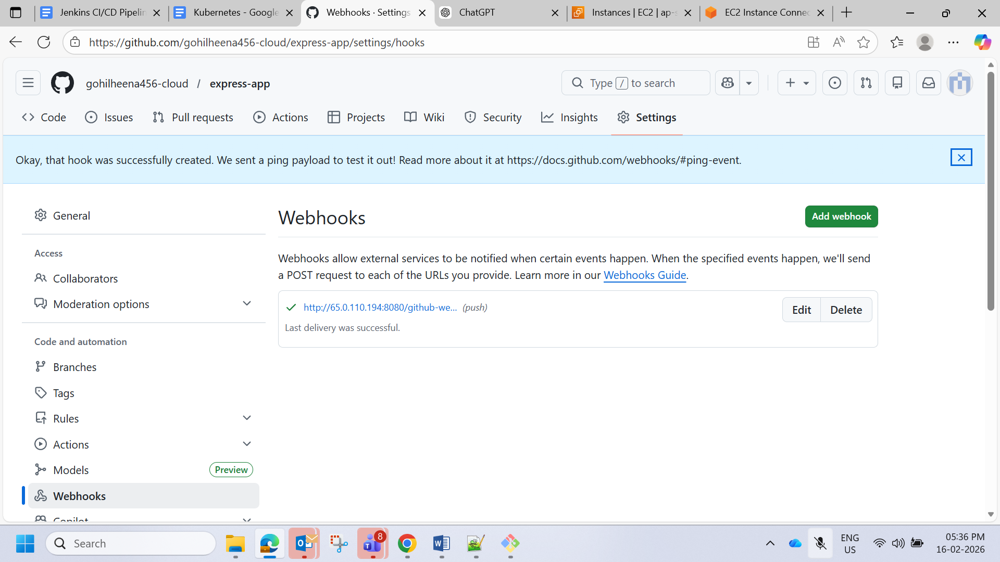 Jenkins CI/CD Pipelin
Kubernetes - Google
Webhooks · Settings
ChatGPT
Instances | EC2 | ap-s
EC2 Instance Connec
https://github.com/gohilheena456-cloud/express-app/settings/hooks
gohilheena456-cloud / express-app
Type / to search
Code
Issues
Pull requests
Actions
Projects
Wiki
Security
Insights
Settings
Okay, that hook was successfully created. We sent a ping payload to test it out! Read more about it at https://docs.github.com/webhooks/#ping-event.
General
Access
Collaborators
Moderation options
Code and automation
Branches
Tags
Rules
Actions
Models
Preview
Webhooks
Copilot
Webhooks
Add webhook
Webhooks allow external services to be notified when certain events happen. When the specified events happen, we'll send
a POST request to each of the URLs you provide. Learn more in our Webhooks Guide.
http://65.0.110.194:8080/github-we... (push)
Last delivery was successful.
Edit
Delete
Search
8
ENG
US
05:36 PM
16-02-2026